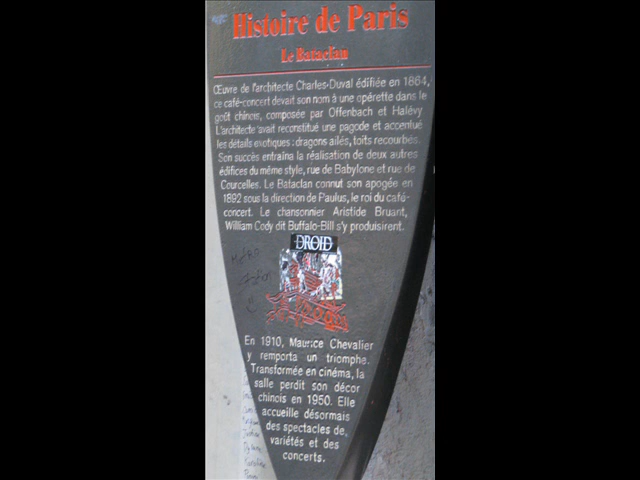 Histoire de Paris
Le Bataclan
Œuvre de l'architecte Charles-Duval édifiée en 1864,
ce café-concert devait son nom à une opérette dans le
goût chinois, composée par Offenbach et Halévy
L'architecte avait reconstitué une pagode et accentué
les détails exotiques : dragons ailés, toits recourbés.
Son succès entraîna la réalisation de deux autres
édifices du même style, rue de Babylone et rue de
Courcelles. Le Bataclan connut son apogée en
1892 sous la direction de Paulus, le roi du café-
concert. Le chansonnier Aristide Bruant,
William Cody dit Buffalo-Bill s'y produisirent.
DROID
En 1910, Maurice Chevalier
y remporta un triomphe.
Transformée en cinéma, la
salle perdit son décor
chinois en 1950. Elle
accueille désormais
des spectacles de
variétés et des
concerts.